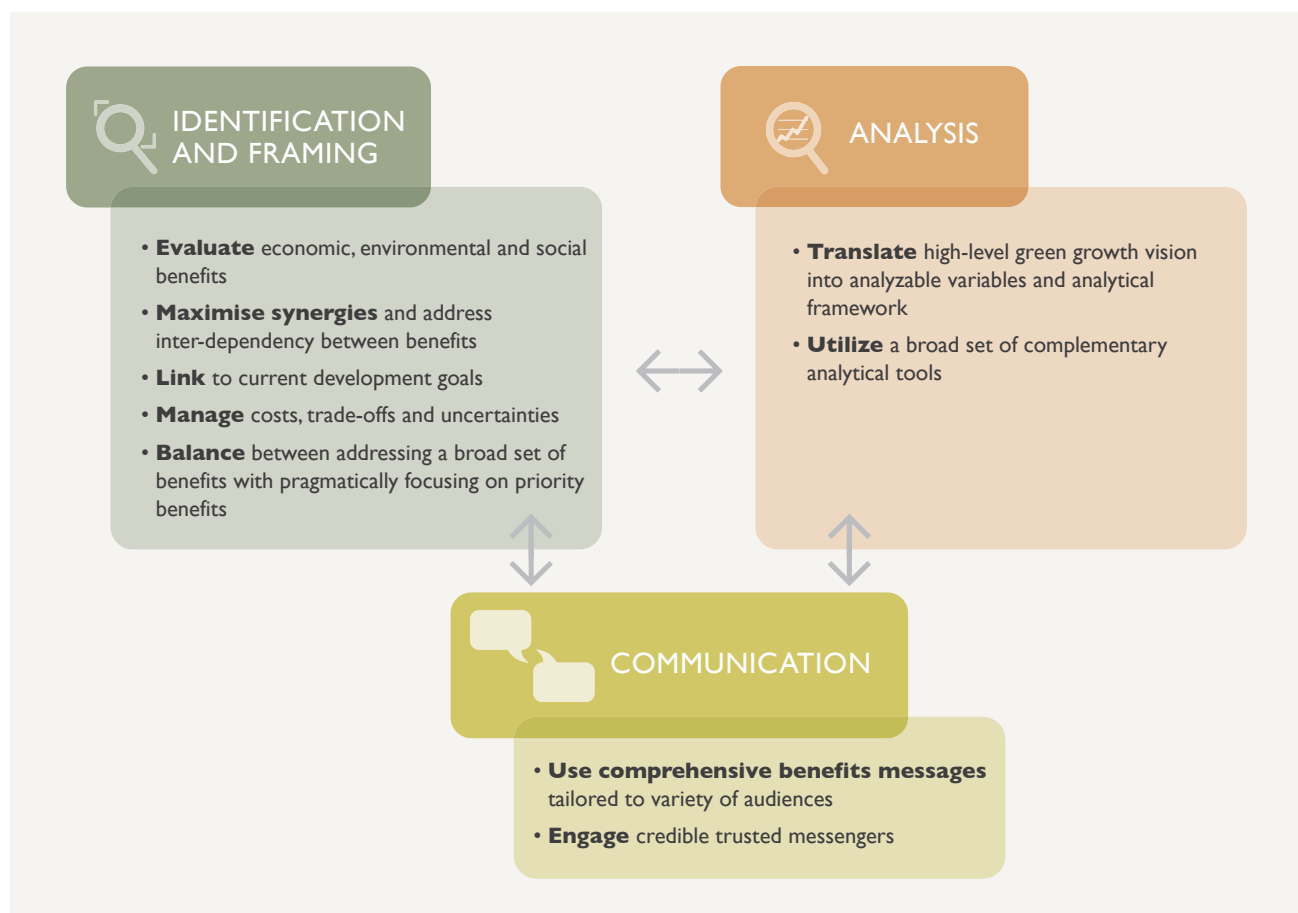 IDENTIFICATION
AND FRAMING
• Evaluate economic, environmental and social
benefits
• Maximise synergies and address
inter-dependency between benefits
• Link to current development goals
• Manage costs, trade-offs and uncertainties
• Balance between addressing a broad set of
benefits with pragmatically focusing on priority
benefits
ANALYSIS
• Translate high-level green growth vision
into analyzable variables and analytical
framework
• Utilize a broad set of complementary
analytical tools
COMMUNICATION
• Use comprehensive benefits messages
tailored to variety of audiences
• Engage credible trusted messengers